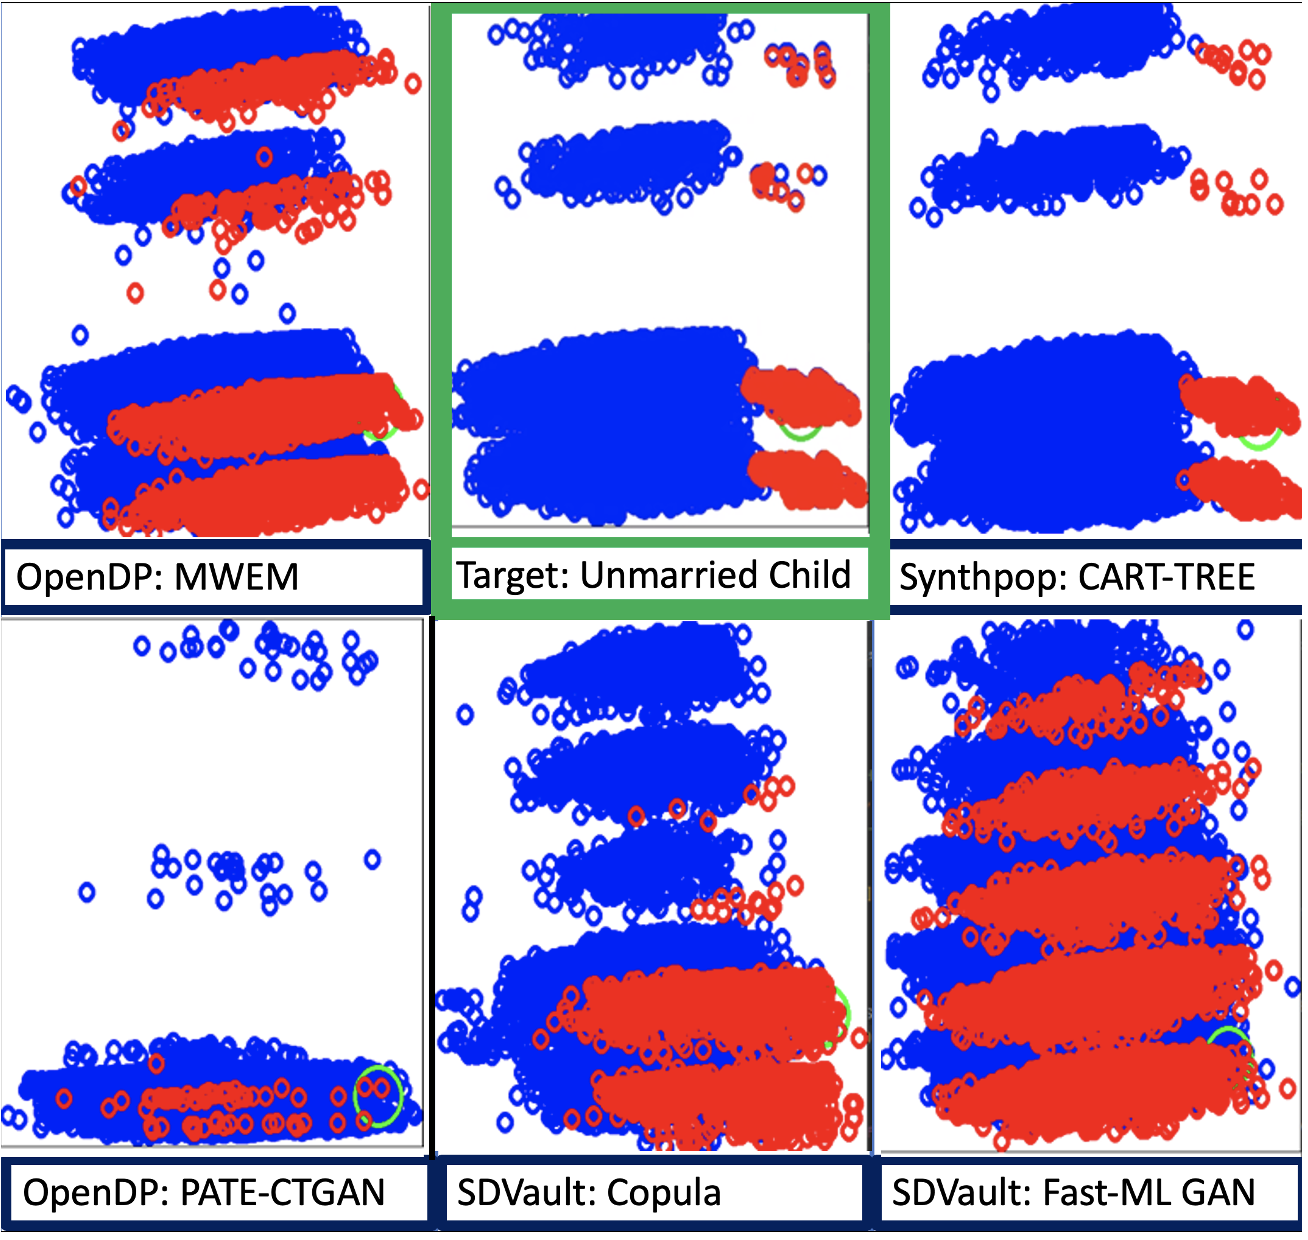 OpenDP: MWEM
Target: Unmarried Child
Synthpop: CART-TREE
OpenDP: PATE-CTGAN
SDVault: Copula
SDVault: Fast-ML GAN